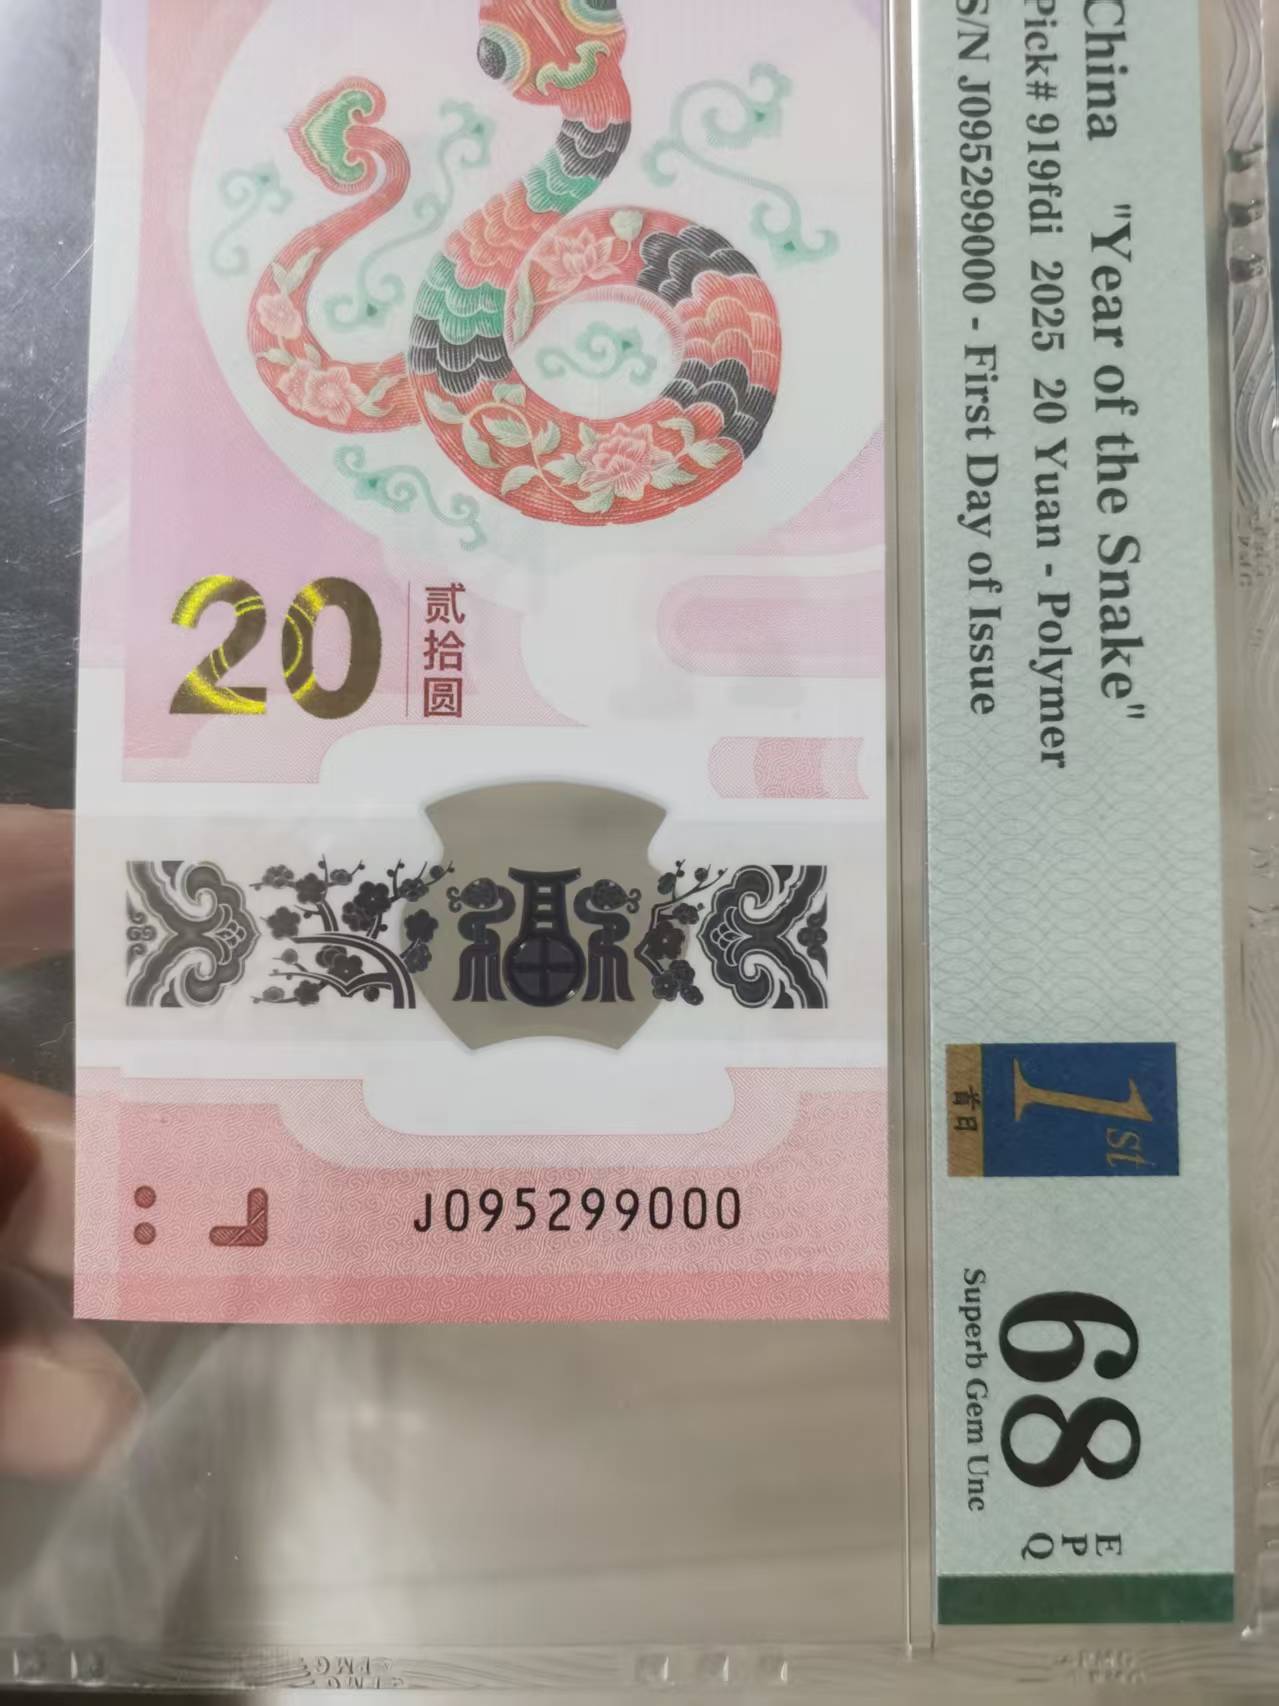 20
贰拾圆
J095299000
China "Year of the Snake"
Pick# 919fdi 2025 20 Yuan - Polymer
S/N J095299000 - First Day of Issue
1st
首日
68
Superb Gem Unc
E
P
Q
PMG